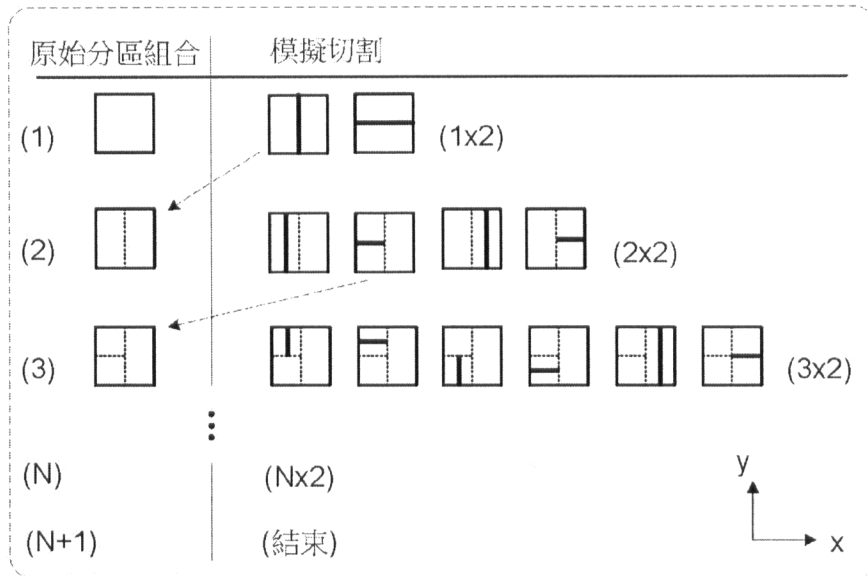 原始分區組合 模擬切割
(1) (1x2)
(2) (2x2)
(3) (3x2)
(N) (Nx2)
(N+1) (結束)
y
x